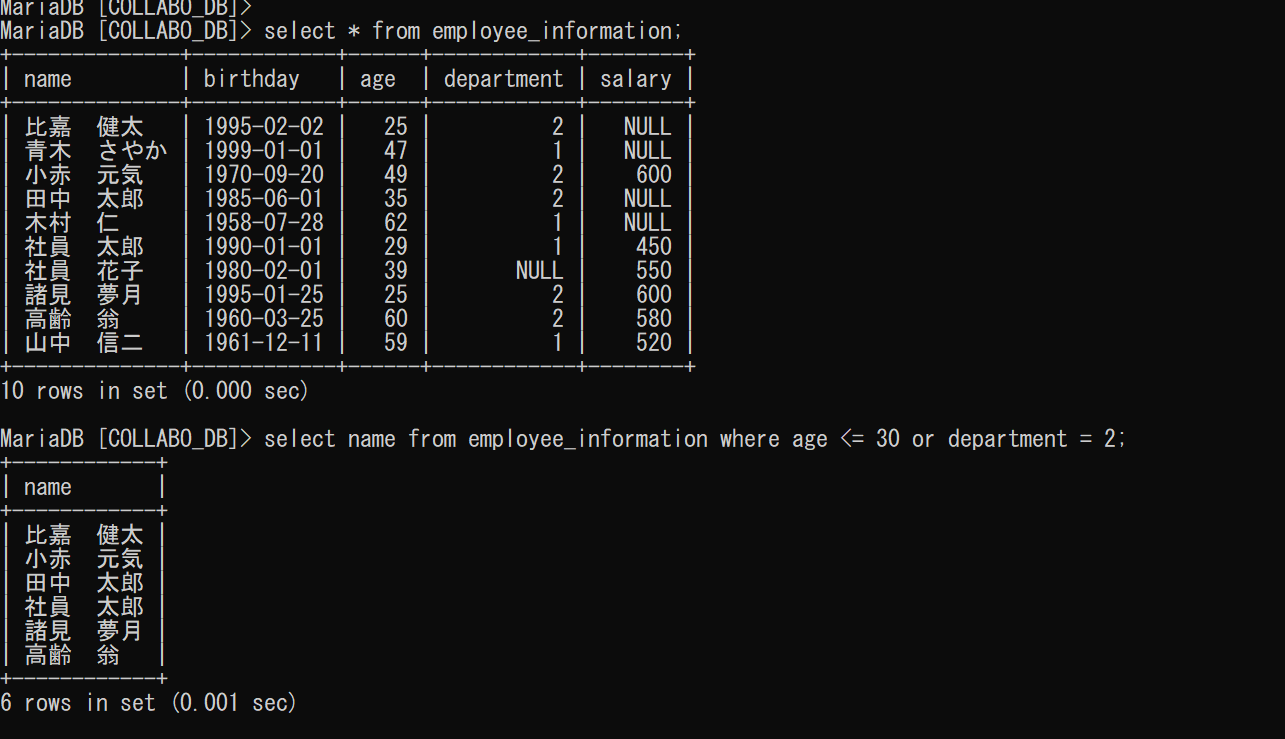 MariaDB [COLLABO_DB]>
MariaDB [COLLABO_DB]> select * from employee_information;
+--------------+------------+------+------------+--------+
| name         | birthday   | age  | department | salary |
+--------------+------------+------+------------+--------+
| 比嘉　健太   | 1995-02-02 |   25 |          2 |   NULL |
| 青木　さやか | 1999-01-01 |   47 |          1 |   NULL |
| 小赤　元気   | 1970-09-20 |   49 |          2 |    600 |
| 田中　太郎   | 1985-06-01 |   35 |          2 |   NULL |
| 木村　仁     | 1958-07-28 |   62 |          1 |   NULL |
| 社員　太郎   | 1990-01-01 |   29 |          1 |    450 |
| 社員　花子   | 1980-02-01 |   39 |       NULL |    550 |
| 諸見　夢月   | 1995-01-25 |   25 |          2 |    600 |
| 高齢　翁     | 1960-03-25 |   60 |          2 |    580 |
| 山中　信二   | 1961-12-11 |   59 |          1 |    520 |
+--------------+------------+------+------------+--------+
10 rows in set (0.000 sec)
MariaDB [COLLABO_DB]> select name from employee_information where age <= 30 or department = 2;
+------------+
| name       |
+------------+
| 比嘉　健太 |
| 小赤　元気 |
| 田中　太郎 |
| 社員　太郎 |
| 諸見　夢月 |
| 高齢　翁   |
+------------+
6 rows in set (0.001 sec)